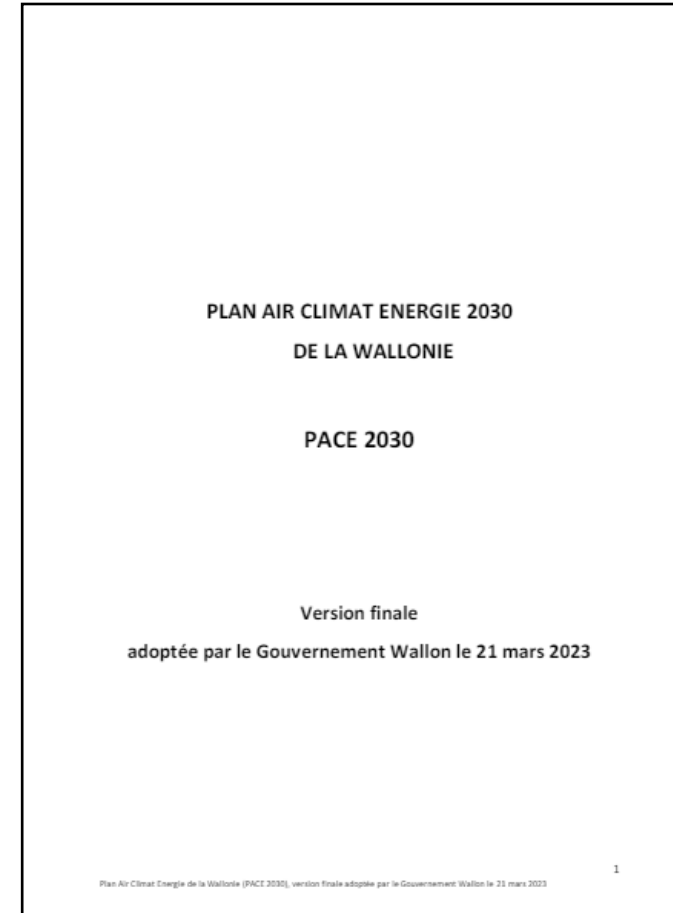 PLAN AIR CLIMAT ENERGIE 2030
DE LA WALLONIE
PACE 2030
Version finale
adoptée par le Gouvernement Wallon le 21 mars 2023
1
Plan Air Climat Energie de la Wallonie (PACE 2030), version finale adoptée par le Gouvernement Wallon le 21 mars 2023